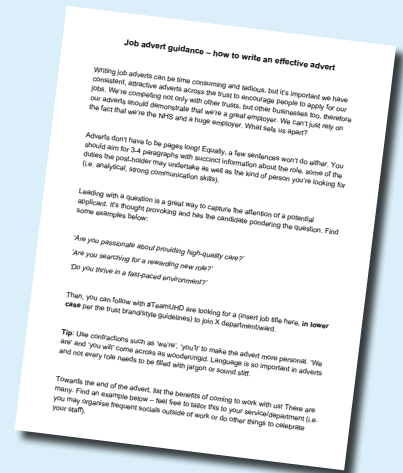 Job advert guidance – how to write an effective advert
Writing job adverts can be time consuming and tedious, but it's important we have
consistent, attractive adverts across the trust to encourage people to apply for our
jobs. We're competing not only with other trusts, but other businesses too, therefore
our adverts should demonstrate that we're a great employer. We can't just rely on
the fact that we're the NHS and a huge employer. What sets us apart?
Adverts don't have to be pages long! Equally, a few sentences won't do either. You
should aim for 3-4 paragraphs with succinct information about the role, some of the
duties the post-holder may undertake as well as the kind of person you're looking for
(i.e. analytical, strong communication skills).
Leading with a question is a great way to capture the attention of a potential
applicant. It's thought provoking and has the candidate pondering the question. Find
some examples below:
'Are you passionate about providing high-quality care?'
'Are you searching for a rewarding new role?'
'Do you thrive in a fast-paced environment?'
Then, you can follow with #TeamUHD are looking for a (insert job title here, in lower
case per the trust brand/style guidelines) to join X department/ward.
Tip: Use contractions such as 'we're', 'you'll' to make the advert more personal. 'We
are' and 'you will' come across as wooden/rigid. Language is so important in adverts
and not every role needs to be filled with jargon or sound stiff.
Towards the end of the advert, list the benefits of coming to work with us! There are
many. Find an example below – feel free to tailor this to your service/department (i.e.
you may organise frequent socials outside of work or do other things to celebrate
your staff).